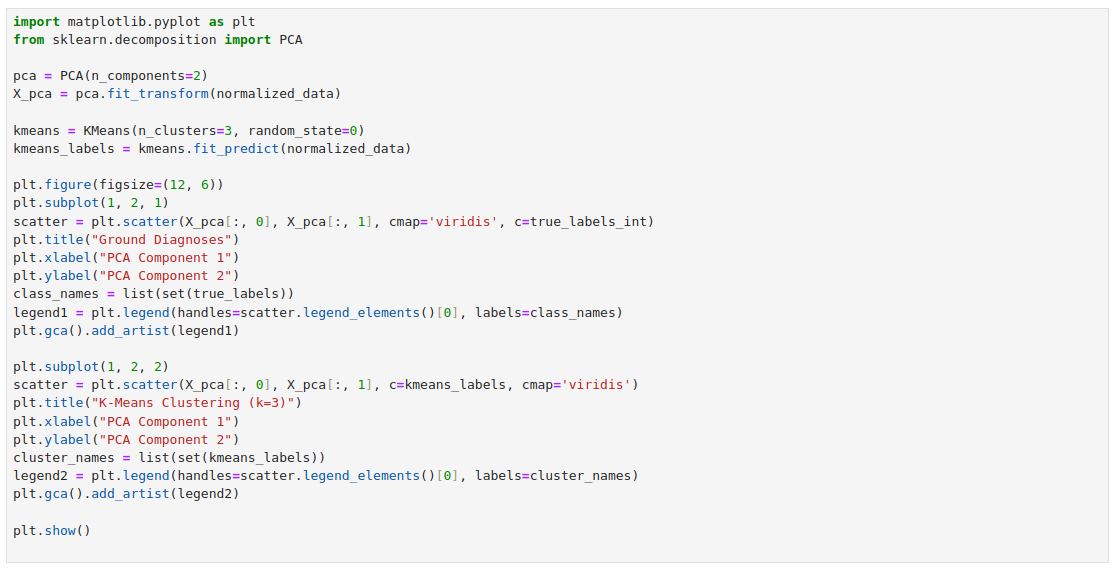 import matplotlib.pyplot as plt
from sklearn.decomposition import PCA

pca = PCA(n_components=2)
X_pca = pca.fit_transform(normalized_data)

kmeans = KMeans(n_clusters=3, random_state=0)
kmeans_labels = kmeans.fit_predict(normalized_data)

plt.figure(figsize=(12, 6))
plt.subplot(1, 2, 1)
scatter = plt.scatter(X_pca[:, 0], X_pca[:, 1], cmap='viridis', c=true_labels_int)
plt.title("Ground Diagnoses")
plt.xlabel("PCA Component 1")
plt.ylabel("PCA Component 2")
class_names = list(set(true_labels))
legend1 = plt.legend(handles=scatter.legend_elements()[0], labels=class_names)
plt.gca().add_artist(legend1)

plt.subplot(1, 2, 2)
scatter = plt.scatter(X_pca[:, 0], X_pca[:, 1], c=kmeans_labels, cmap='viridis')
plt.title("K-Means Clustering (k=3)")
plt.xlabel("PCA Component 1")
plt.ylabel("PCA Component 2")
cluster_names = list(set(kmeans_labels))
legend2 = plt.legend(handles=scatter.legend_elements()[0], labels=cluster_names)
plt.gca().add_artist(legend2)

plt.show()